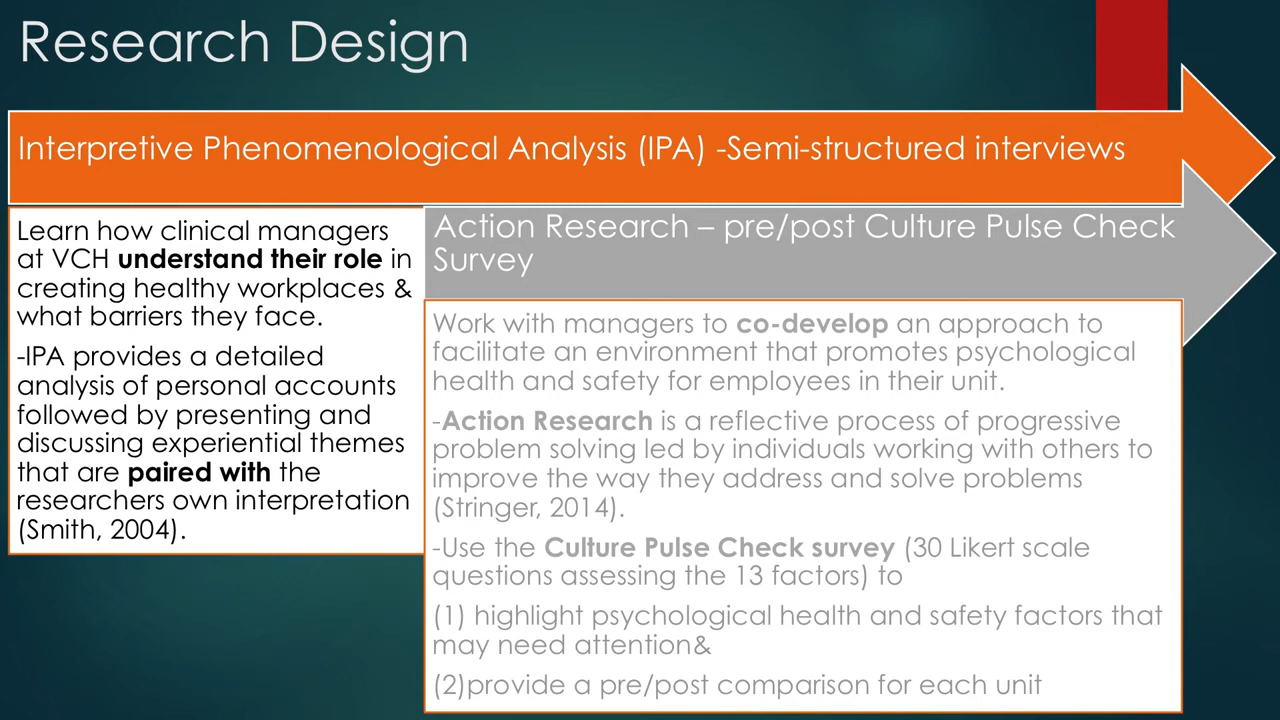 Research Design
Interpretive Phenomenological Analysis (IPA) -Semi-structured interviews
Learn how clinical managers
at VCH understand their role in
creating healthy workplaces &
what barriers they face.
-IPA provides a detailed
analysis of personal accounts
followed by presenting and
discussing experiential themes
that are paired with the
researchers own interpretation
(Smith, 2004).
Action Research – pre/post Culture Pulse Check
Survey
Work with managers to co-develop an approach to
facilitate an environment that promotes psychological
health and safety for employees in their unit.
-Action Research is a reflective process of progressive
problem solving led by individuals working with others to
improve the way they address and solve problems
(Stringer, 2014).
-Use the Culture Pulse Check survey (30 Likert scale
questions assessing the 13 factors) to
(1) highlight psychological health and safety factors that
may need attention&
(2)provide a pre/post comparison for each unit